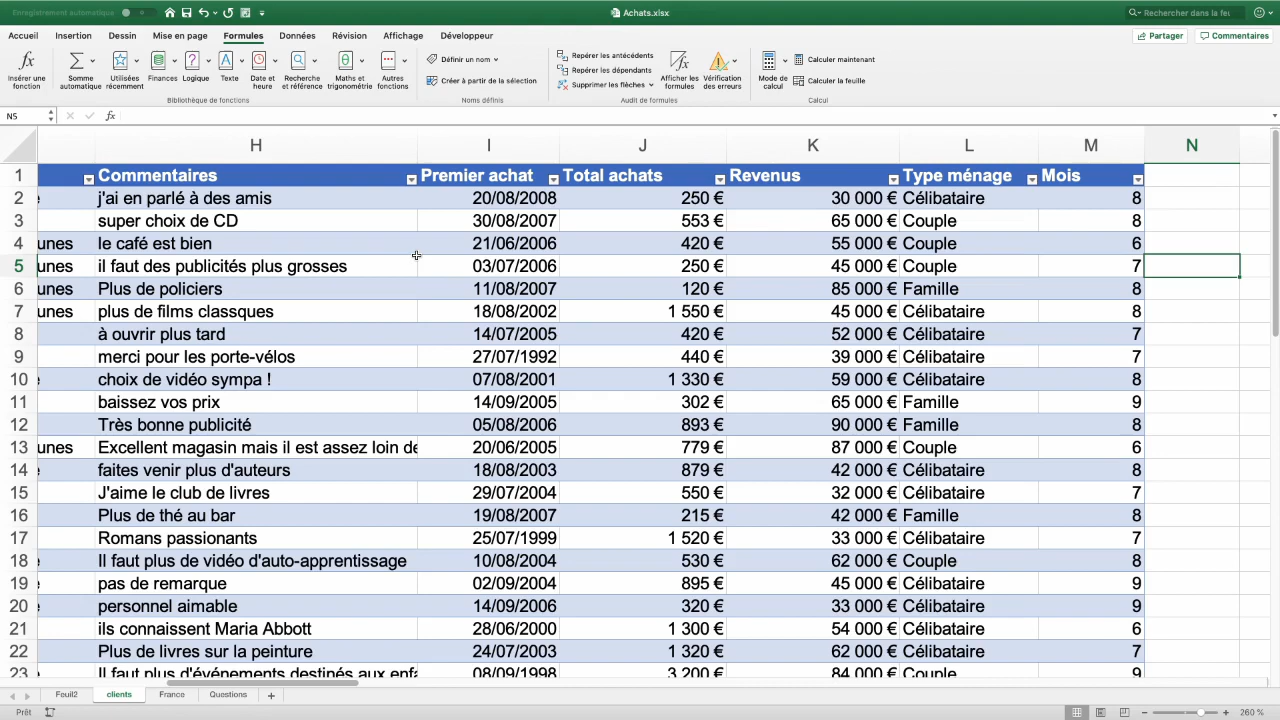 Enregistrement automatique
Achats.xlsx
Rechercher dans la feu
Accueil Insertion Dessin Mise en page Formules Données Révision Affichage Développeur
Partager Commentaires
Insérer une fonction
Somme automatique
Utilisées récemment
Finances
Logique
Texte
Date et heure
Recherche et référence
Maths et trigonométrie
Autres fonctions
Bibliothèque de fonctions
Définir un nom
Créer à partir de la sélection
Noms définis
Repérer les antécédents
Repérer les dépendants
Supprimer les flèches
Afficher les formules
Vérification des erreurs
Audit de formules
Mode de calcul
Calculer maintenant
Calculer la feuille
Calcul
N5 fx
H I J K L M N
1 Commentaires Premier achat Total achats Revenus Type ménage Mois
2 j'ai en parlé à des amis 20/08/2008 250 € 30 000 € Célibataire 8
3 super choix de CD 30/08/2007 553 € 65 000 € Couple 8
4 unes le café est bien 21/06/2006 420 € 55 000 € Couple 6
5 unes il faut des publicités plus grosses 03/07/2006 250 € 45 000 € Couple 7
6 unes Plus de policiers 11/08/2007 120 € 85 000 € Famille 8
7 unes plus de films classques 18/08/2002 1 550 € 45 000 € Célibataire 8
8 à ouvrir plus tard 14/07/2005 420 € 52 000 € Célibataire 7
9 merci pour les porte-vélos 27/07/1992 440 € 39 000 € Célibataire 7
10 choix de vidéo sympa ! 07/08/2001 1 330 € 59 000 € Célibataire 8
11 baissez vos prix 14/09/2005 302 € 65 000 € Famille 9
12 Très bonne publicité 05/08/2006 893 € 90 000 € Famille 8
13 unes Excellent magasin mais il est assez loin de 20/06/2005 779 € 87 000 € Couple 6
14 faites venir plus d'auteurs 18/08/2003 879 € 42 000 € Célibataire 8
15 J'aime le club de livres 29/07/2004 550 € 32 000 € Célibataire 7
16 Plus de thé au bar 19/08/2007 215 € 42 000 € Famille 8
17 Romans passionants 25/07/1999 1 520 € 33 000 € Célibataire 7
18 Il faut plus de vidéo d'auto-apprentissage 10/08/2004 530 € 62 000 € Couple 8
19 pas de remarque 02/09/2004 895 € 45 000 € Célibataire 9
20 personnel aimable 14/09/2006 320 € 33 000 € Célibataire 9
21 ils connaissent Maria Abbott 28/06/2000 1 300 € 54 000 € Célibataire 6
22 Plus de livres sur la peinture 24/07/2003 1 320 € 62 000 € Célibataire 7
23 Il faut plus d'événements destinés aux enfa 08/09/1998 3 200 € 84 000 € Couple 9
Feuil2 clients France Questions
Prêt 260 %